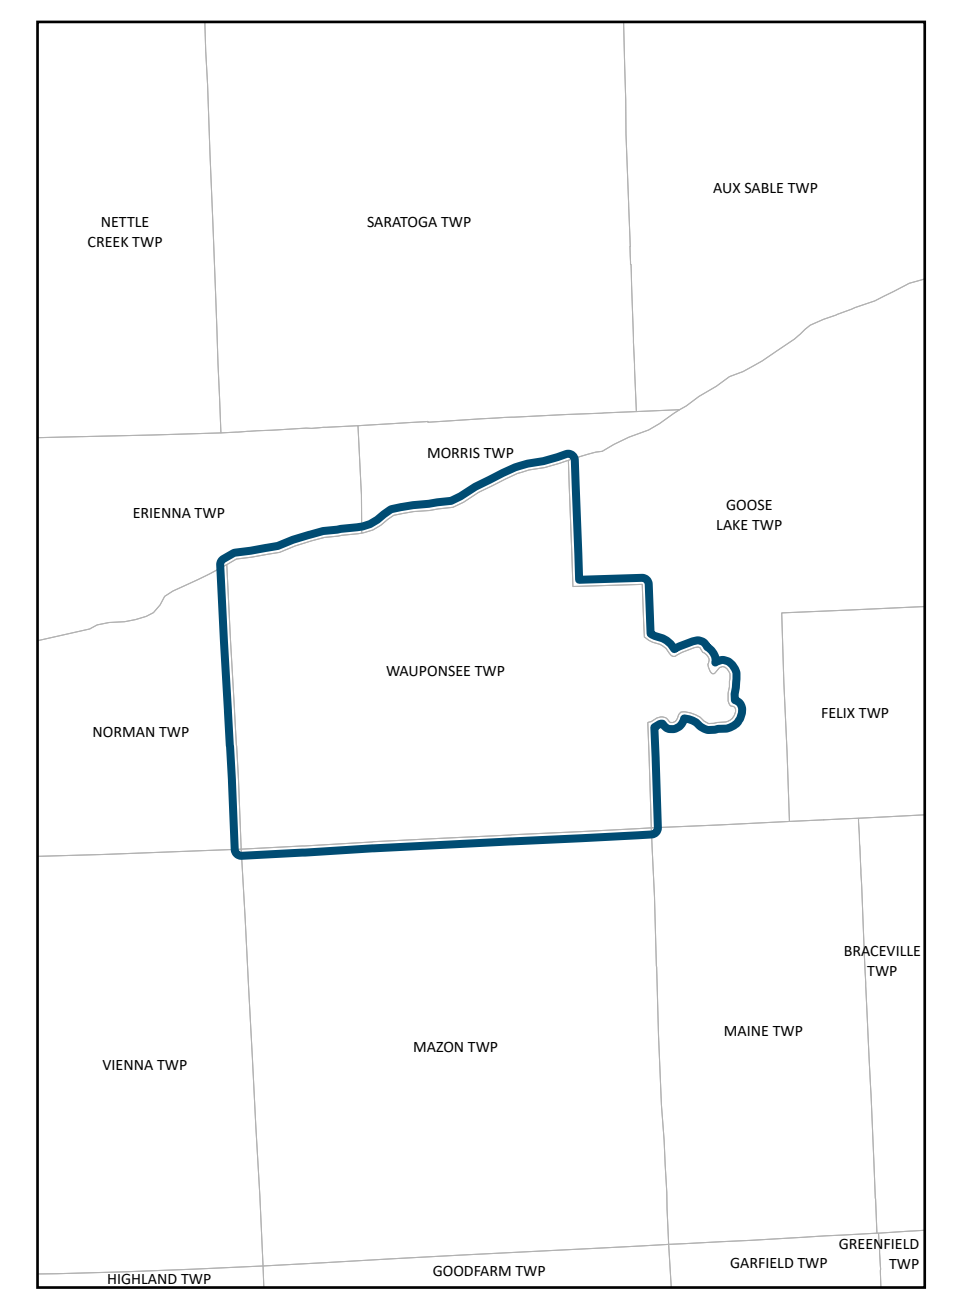 AUX SABLE TWP
NETTLE
CREEK TWP
SARATOGA TWP
MORRIS TWP
ERIENNA TWP
GOOSE
LAKE TWP
WAUPONSEE TWP
NORMAN TWP
FELIX TWP
BRACEVILLE
TWP
MAINE TWP
MAZON TWP
VIENNA TWP
GREENFIELD
TWP
GARFIELD TWP
GOODFARM TWP
HIGHLAND TWP